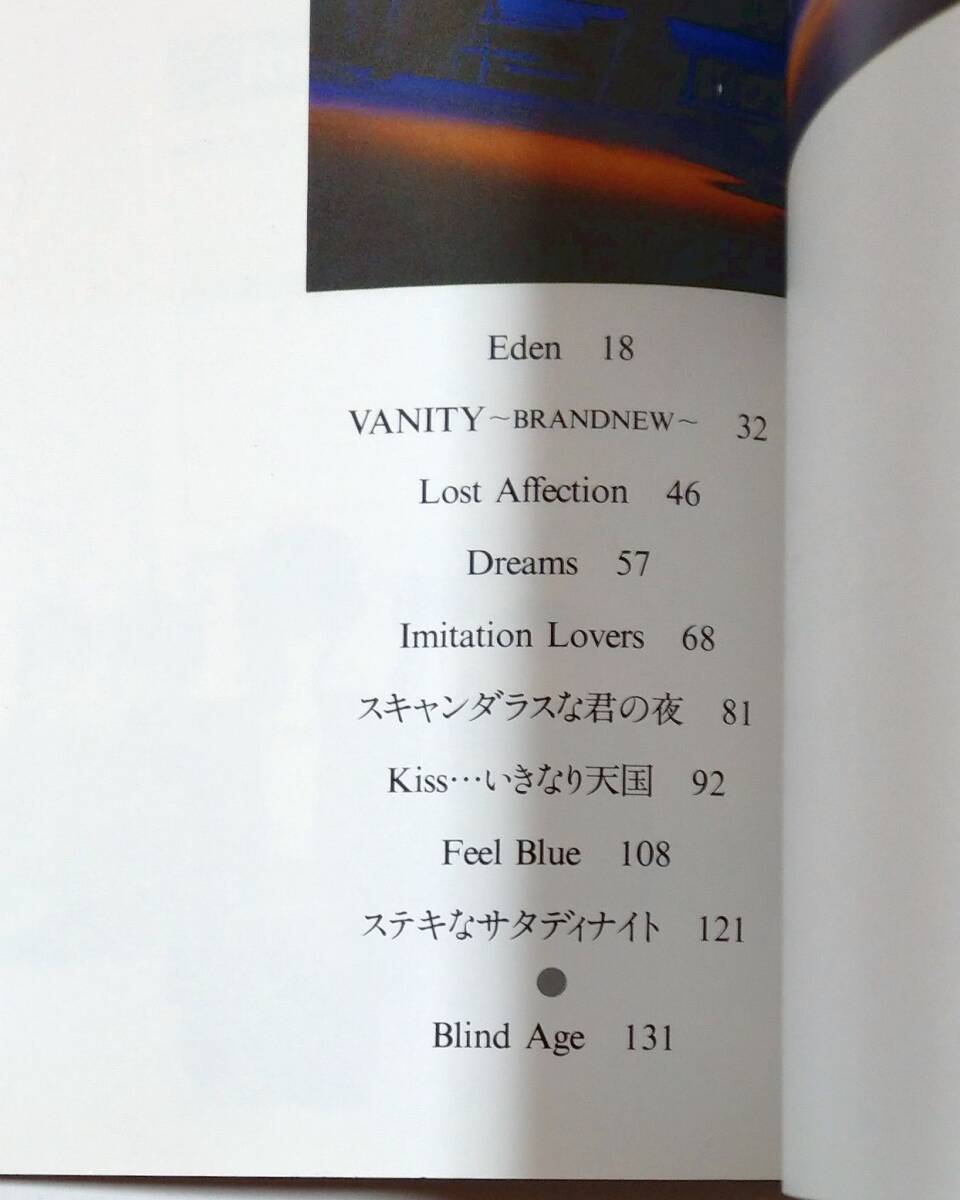 Eden 18
VANITY～BRANDNEW～ 32
Lost Affection 46
Dreams 57
Imitation Lovers 68
スキャンダラスな君の夜 81
Kiss…いきなり天国 92
Feel Blue 108
ステキなサタディナイト 121
●
Blind Age 131